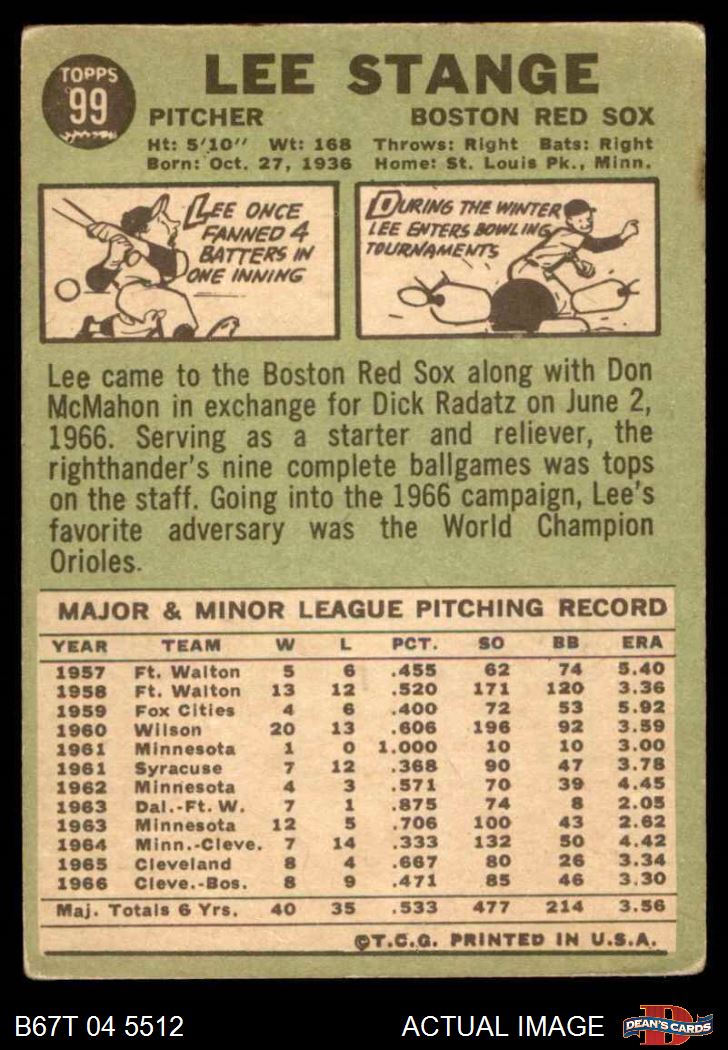 TOPPS
99
LEE STANGE
PITCHER BOSTON RED SOX
Ht: 5'10" Wt: 168 Throws: Right Bats: Right
Born: Oct. 27, 1936 Home: St. Louis Pk., Minn.
LEE ONCE
FANNED 4
BATTERS IN
ONE INNING
DURING THE WINTER
LEE ENTERS BOWLING
TOURNAMENTS
Lee came to the Boston Red Sox along with Don
McMahon in exchange for Dick Radatz on June 2,
1966. Serving as a starter and reliever, the
righthander's nine complete ballgames was tops
on the staff. Going into the 1966 campaign, Lee's
favorite adversary was the World Champion
Orioles.
MAJOR & MINOR LEAGUE PITCHING RECORD
YEAR TEAM W L PCT. SO BB ERA
1957 Ft. Walton 5 6 .455 62 74 5.40
1958 Ft. Walton 13 12 .520 171 120 3.36
1959 Fox Cities 4 6 .400 72 53 5.92
1960 Wilson 20 13 .606 196 92 3.59
1961 Minnesota 1 0 1.000 10 10 3.00
1961 Syracuse 7 12 .368 90 47 3.78
1962 Minnesota 4 3 .571 70 39 4.45
1963 Dal.-Ft. W. 7 1 .875 74 8 2.05
1963 Minnesota 12 5 .706 100 43 2.62
1964 Minn.-Cleve. 7 14 .333 132 50 4.42
1965 Cleveland 8 4 .667 80 26 3.34
1966 Cleve.-Bos. 8 9 .471 85 46 3.30
Maj. Totals 6 Yrs. 40 35 .533 477 214 3.56
©T.C.G. PRINTED IN U.S.A.
B67T 04 5512 ACTUAL IMAGE D DEAN'S CARDS